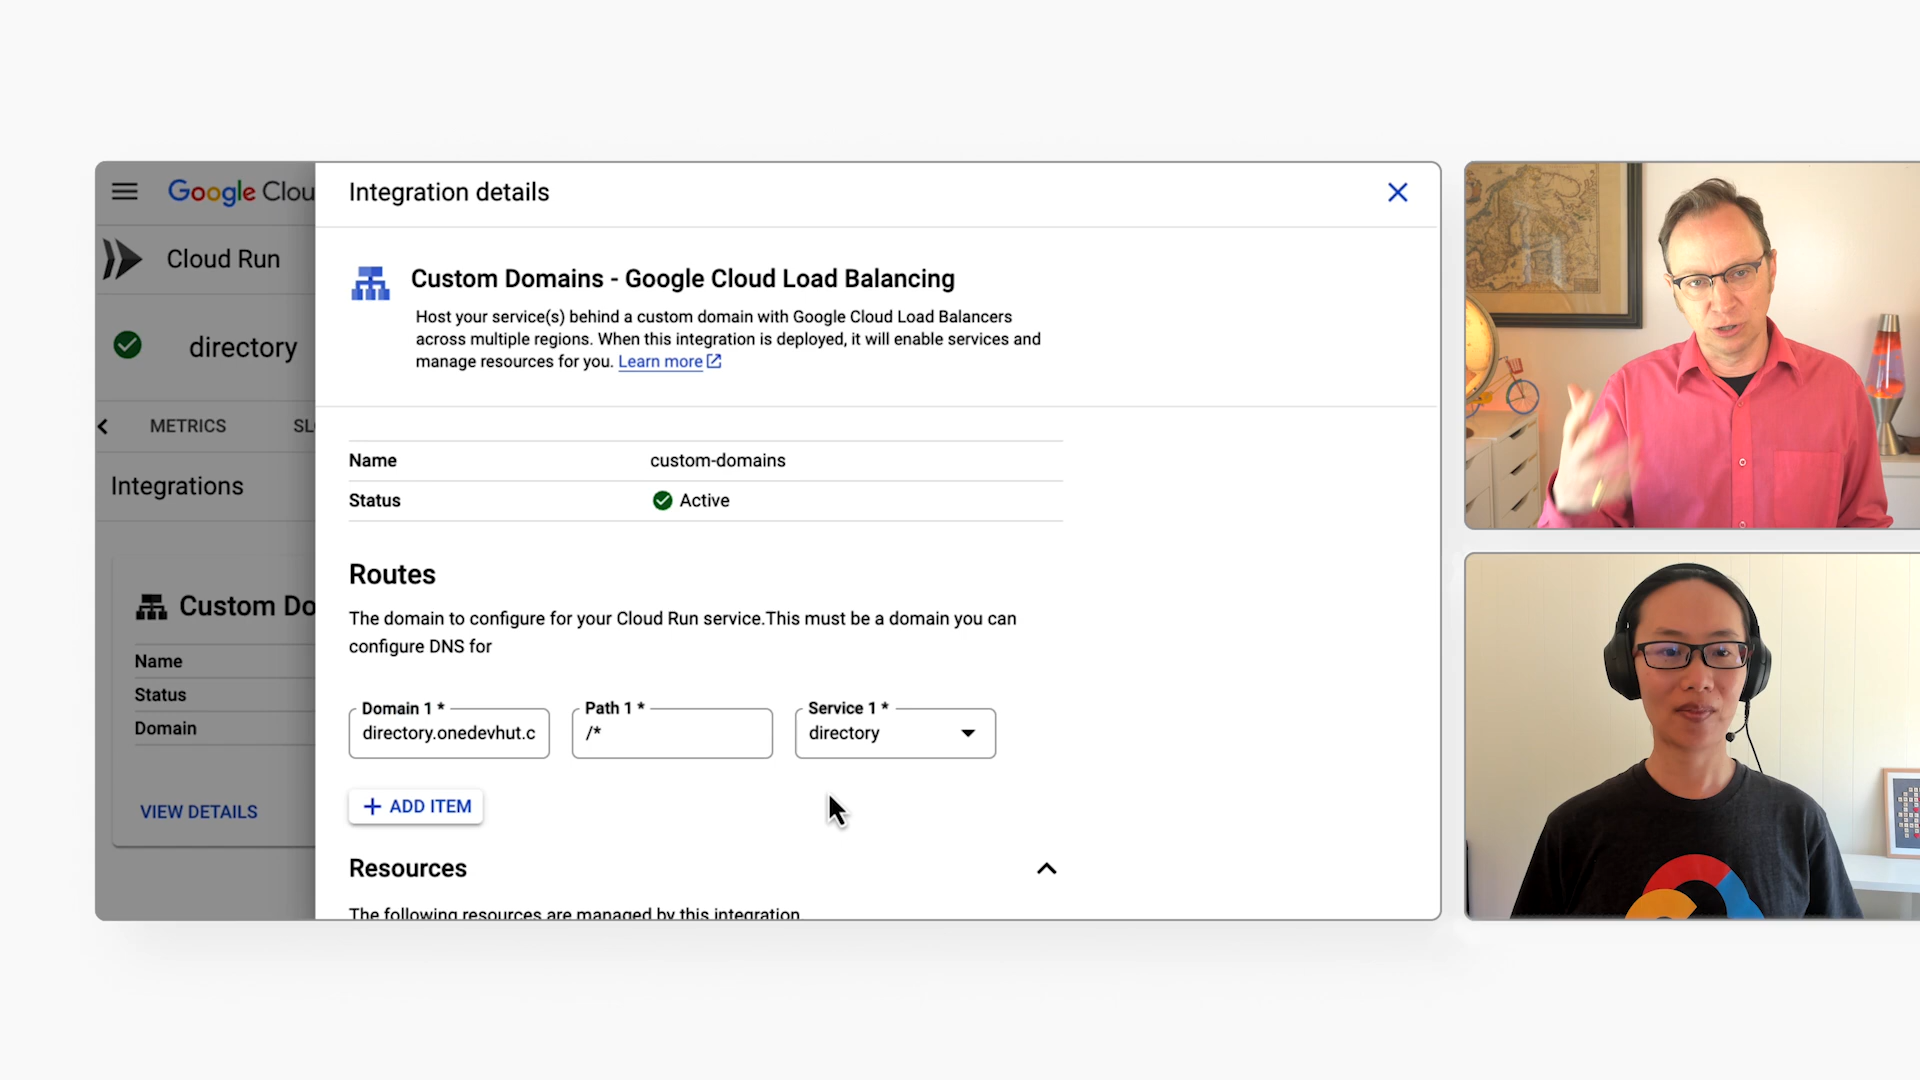 Google Clou
Integration details
Cloud Run
Custom Domains - Google Cloud Load Balancing
Host your service(s) behind a custom domain with Google Cloud Load Balancers
across multiple regions. When this integration is deployed, it will enable services and
manage resources for you. Learn more
directory
METRICS
SL
Integrations
Name custom-domains
Status Active
Routes
The domain to configure for your Cloud Run service.This must be a domain you can
configure DNS for
Custom Do
Name
Status
Domain
VIEW DETAILS
Domain 1 * Path 1 * Service 1 *
directory.onedevhut.c /* directory
+ ADD ITEM
Resources
The following resources are managed by this integration